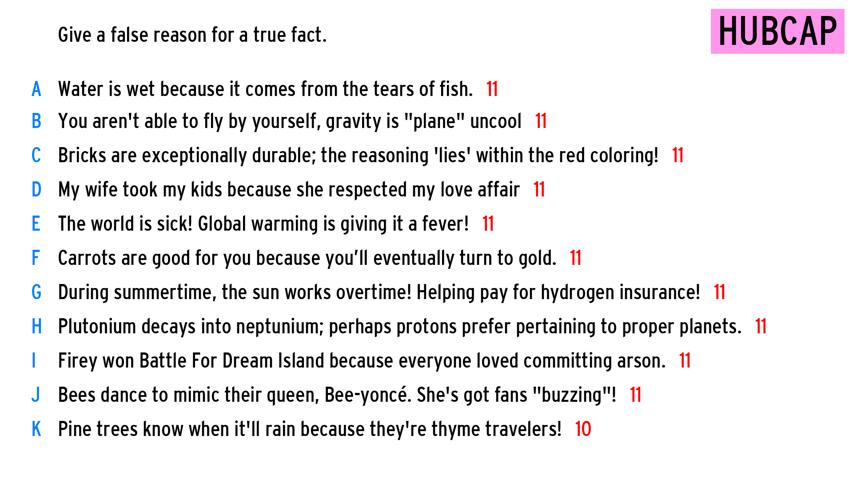 Give a false reason for a true fact.
HUBCAP
A Water is wet because it comes from the tears of fish. 11
B You aren't able to fly by yourself, gravity is "plane" uncool 11
C Bricks are exceptionally durable; the reasoning 'lies' within the red coloring! 11
D My wife took my kids because she respected my love affair 11
E The world is sick! Global warming is giving it a fever! 11
F Carrots are good for you because you’ll eventually turn to gold. 11
G During summertime, the sun works overtime! Helping pay for hydrogen insurance! 11
H Plutonium decays into neptunium; perhaps protons prefer pertaining to proper planets. 11
I Firey won Battle For Dream Island because everyone loved committing arson. 11
J Bees dance to mimic their queen, Bee-yoncé. She's got fans "buzzing"! 11
K Pine trees know when it'll rain because they're thyme travelers! 10